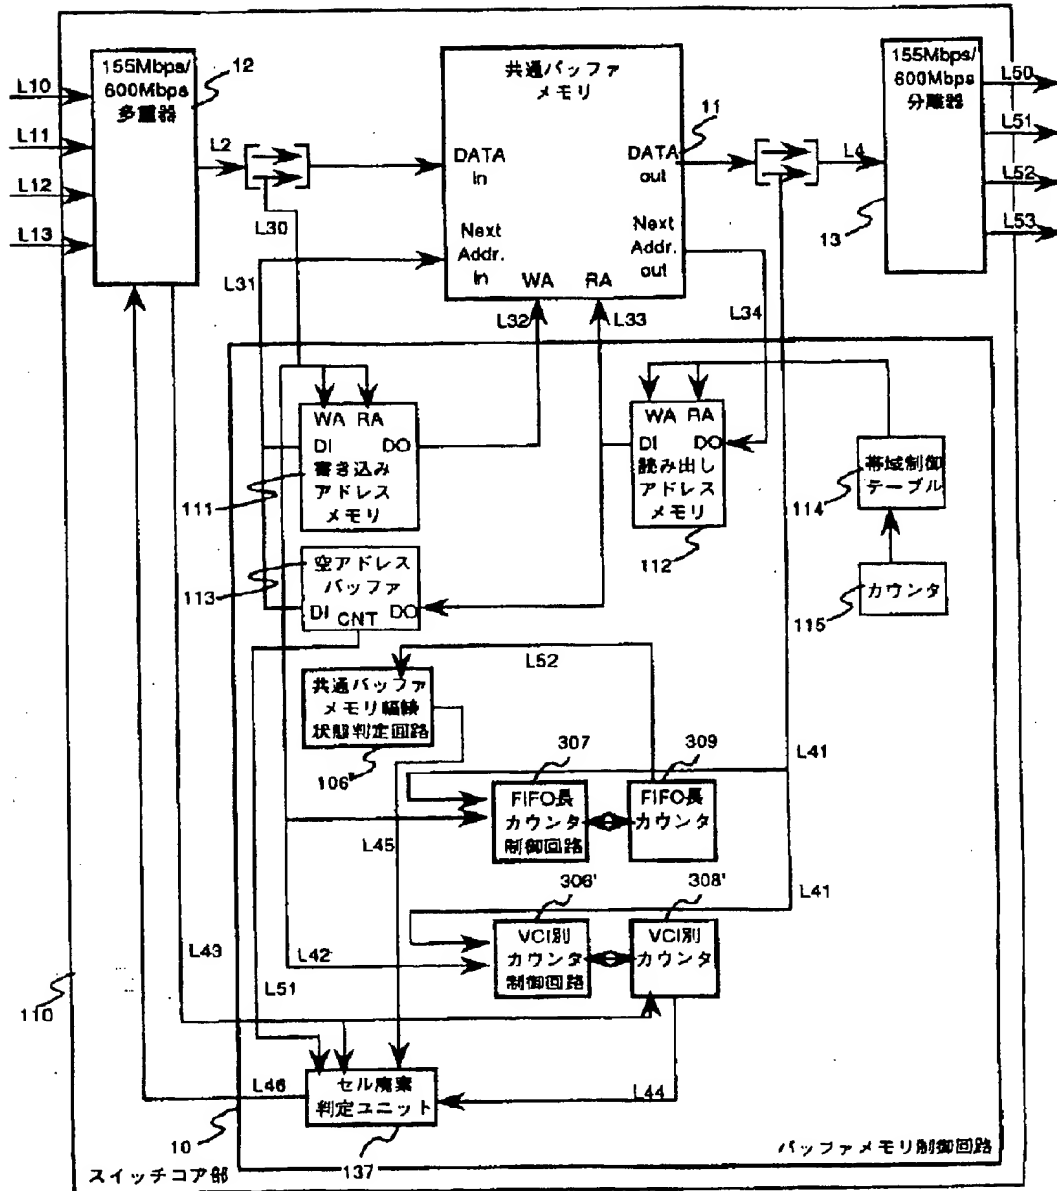 155Mbps/
600Mbps
多重器
12
L10
L11
L12
L13
L2
L30
L31
共通バッファ
メモリ
DATA
in
Next
Addr.
in
WA
RA
DATA
out
Next
Addr.
out
11
L4
155Mbps/
600Mbps
分離器
13
L50
L51
L52
L53
L32
L33
L34
WA RA
DI
DO
書き込み
アドレス
メモリ
111
WA RA
DI
DO
読み出し
アドレス
メモリ
112
帯域制御
テーブル
114
カウンタ
115
空アドレス
バッファ
DI
CNT
DO
113
L52
共通バッファ
メモリ輻輳
状態判定回路
106'
L45
307
FIFO長
カウンタ
制御回路
309
FIFO長
カウンタ
L41
306'
VCI別
カウンタ
制御回路
308'
VCI別
カウンタ
L41
L43
L42
L51
110
L46
セル廃棄
判定ユニット
137
L44
10
スイッチコア部
バッファメモリ制御回路